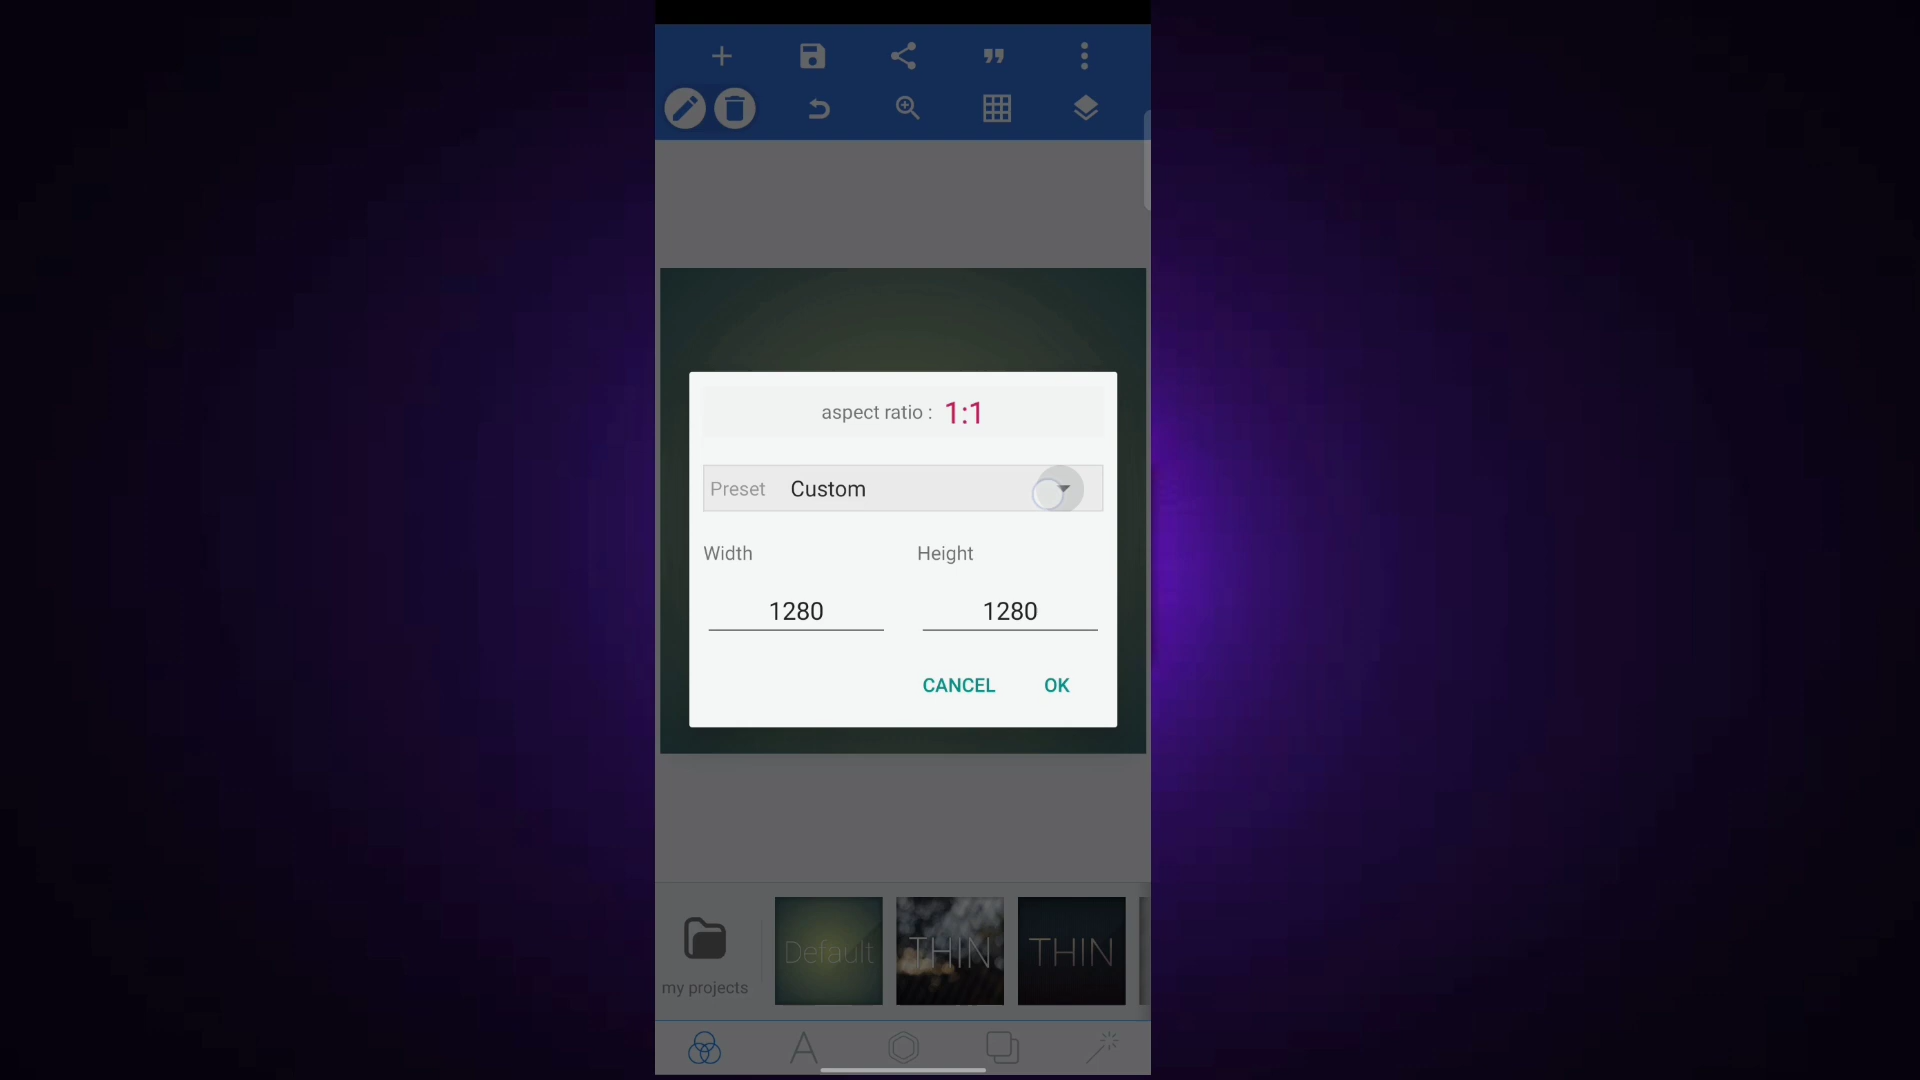 aspect ratio : 1:1
Preset Custom
Width Height
1280 1280
CANCEL OK
my projects Default THIN THIN